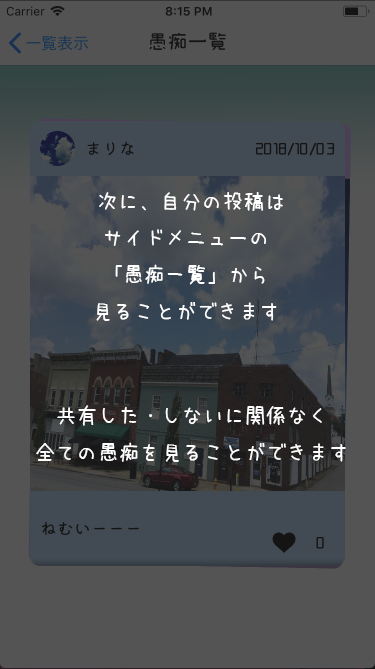 Carrier 8:15 PM
一覧表示 愚痴一覧
まりな 2018/10/03
次に、自分の投稿は
サイドメニューの
「愚痴一覧」から
見ることができます
共有した・しないに関係なく
全ての愚痴を見ることができます
ねむいーーー
0